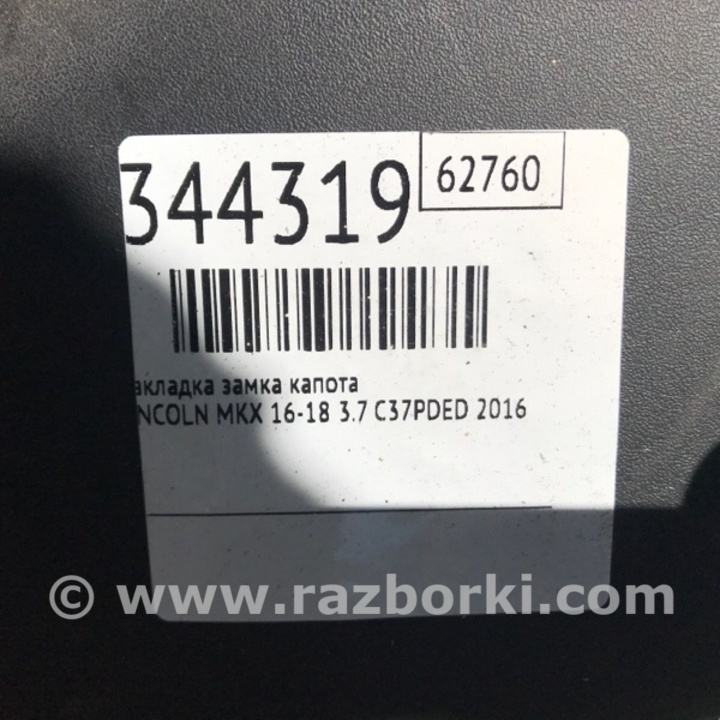 344319
62760
акладка замка капота
NCOLN MKX 16-18 3.7 C37PDED 2016
© www.razborki.com